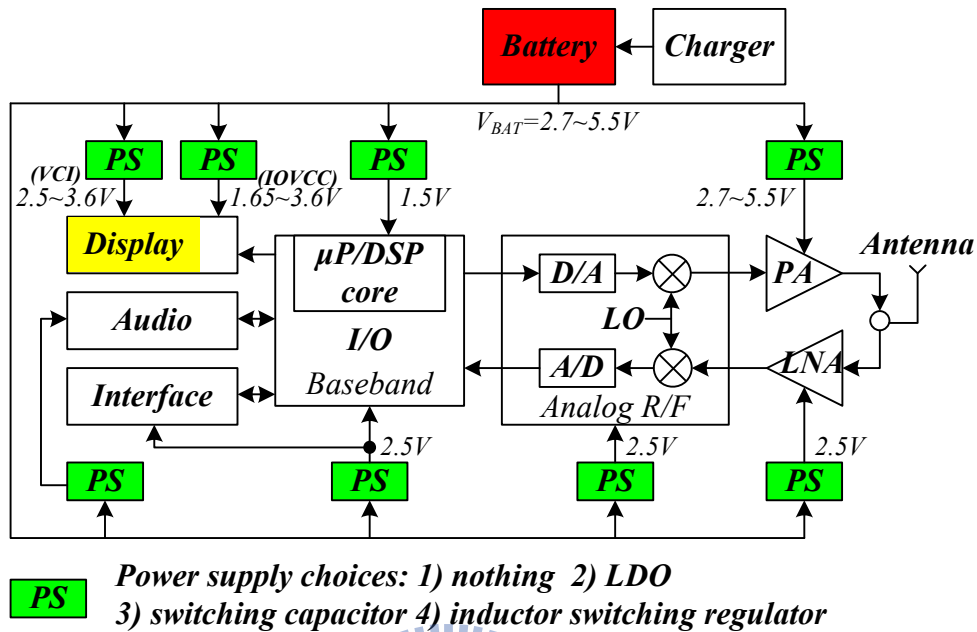 Battery
Charger
V_BAT=2.7~5.5V
PS
PS
PS
PS
(VCI)
2.5~3.6V
(IOVCC)
1.65~3.6V
1.5V
2.7~5.5V
Display
μP/DSP
core
D/A
PA
Antenna
Audio
I/O
LO
Baseband
A/D
LNA
Interface
Analog R/F
2.5V
2.5V
2.5V
PS
PS
PS
PS
PS
Power supply choices: 1) nothing 2) LDO
3) switching capacitor 4) inductor switching regulator